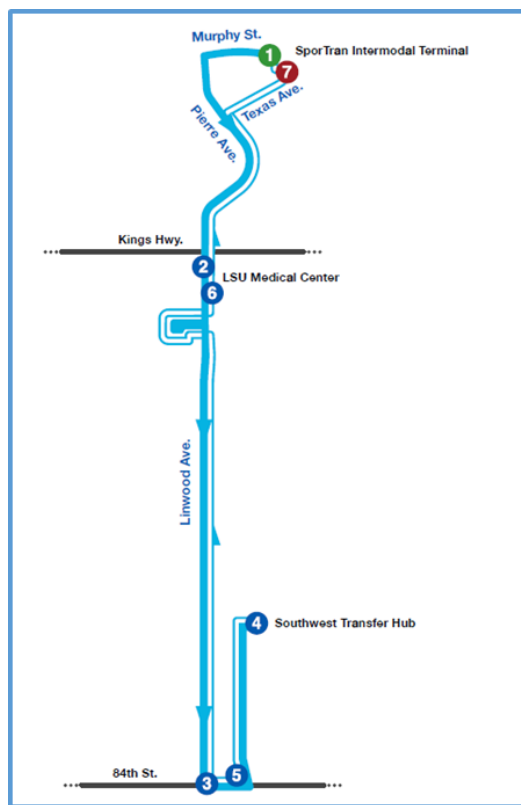 Murphy St.
1
SporTran Intermodal Terminal
7
Texas Ave.
Pierre Ave.
Kings Hwy.
2
LSU Medical Center
6
Linwood Ave.
4
Southwest Transfer Hub
84th St.
3
5